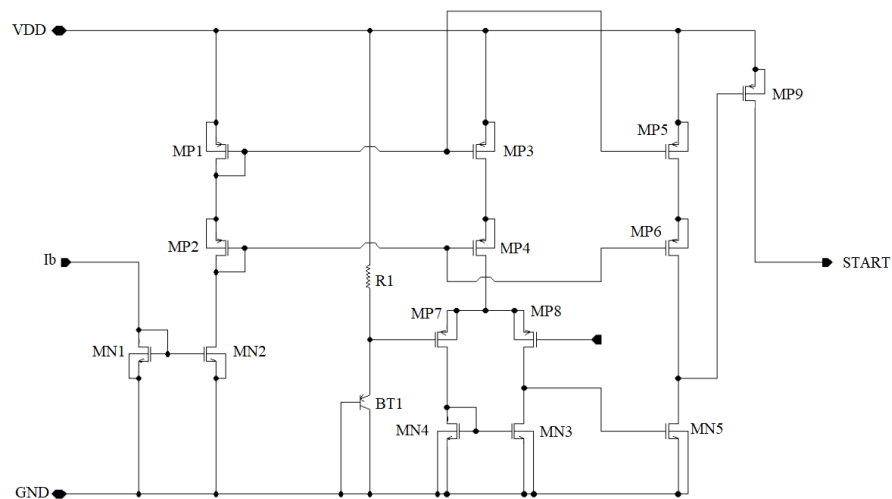 VDD
MP9
MP1
MP3
MP5
MP2
MP4
MP6
Ib
START
R1
MP7
MP8
MN1
MN2
BT1
MN4
MN3
MN5
GND